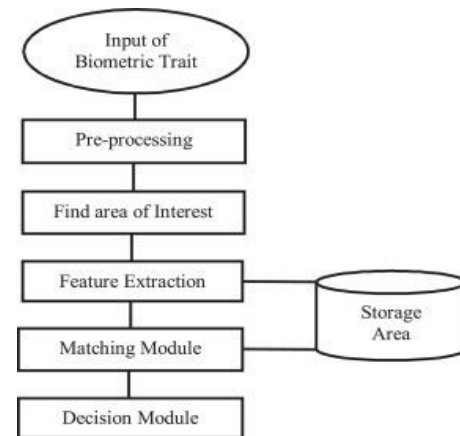 Input of
Biometric Trait
Pre-processing
Find area of Interest
Feature Extraction
Storage
Area
Matching Module
Decision Module